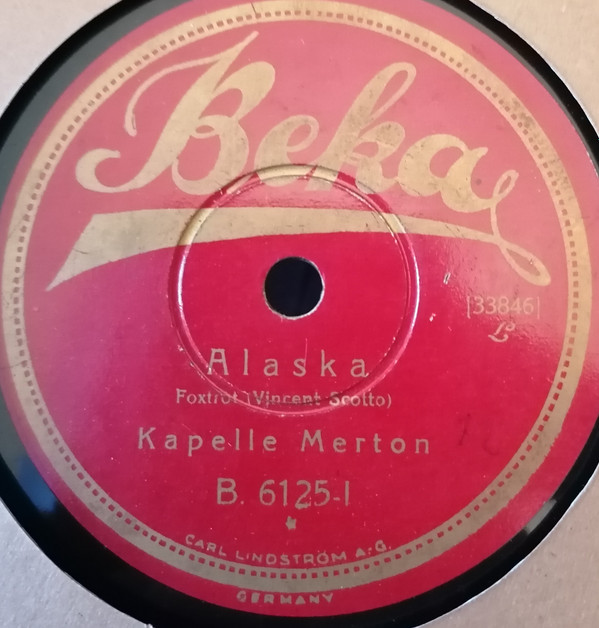 Beka
[33846]
L
Alaska
Foxtrot (Vincent Scotto)
Kapelle Merton
B. 6125-I
CARL LINDSTRÖM A:G.
GERMANY